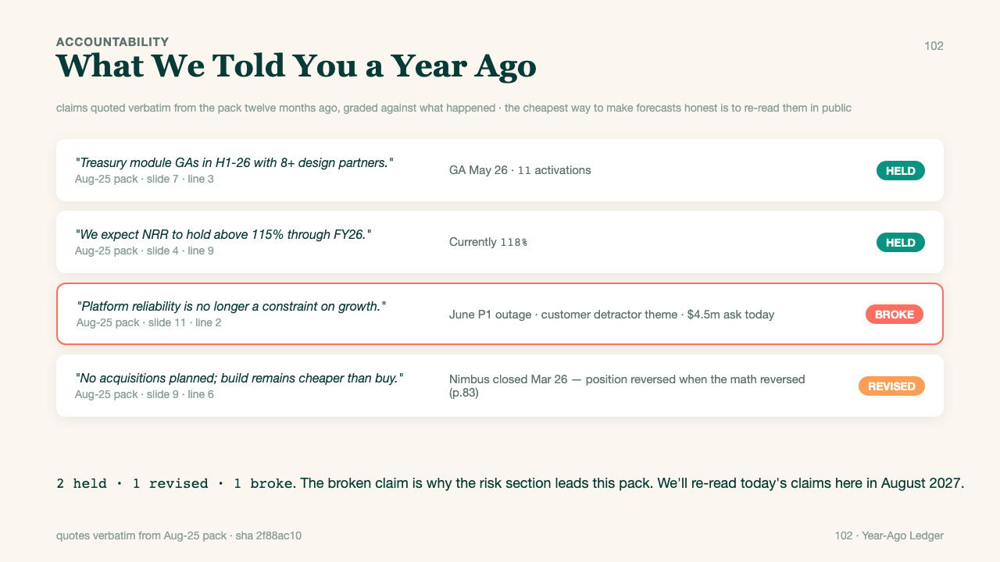 ACCOUNTABILITY
102
What We Told You a Year Ago
claims quoted verbatim from the pack twelve months ago, graded against what happened · the cheapest way to make forecasts honest is to re-read them in public
"Treasury module GAs in H1-26 with 8+ design partners."
Aug-25 pack · slide 7 · line 3
GA May 26 · 11 activations
HELD
"We expect NRR to hold above 115% through FY26."
Aug-25 pack · slide 4 · line 9
Currently 118%
HELD
"Platform reliability is no longer a constraint on growth."
Aug-25 pack · slide 11 · line 2
June P1 outage · customer detractor theme · $4.5m ask today
BROKE
"No acquisitions planned; build remains cheaper than buy."
Aug-25 pack · slide 9 · line 6
Nimbus closed Mar 26 — position reversed when the math reversed
(p.83)
REVISED
2 held · 1 revised · 1 broke. The broken claim is why the risk section leads this pack. We'll re-read today's claims here in August 2027.
quotes verbatim from Aug-25 pack · sha 2f88ac10
102 · Year-Ago Ledger